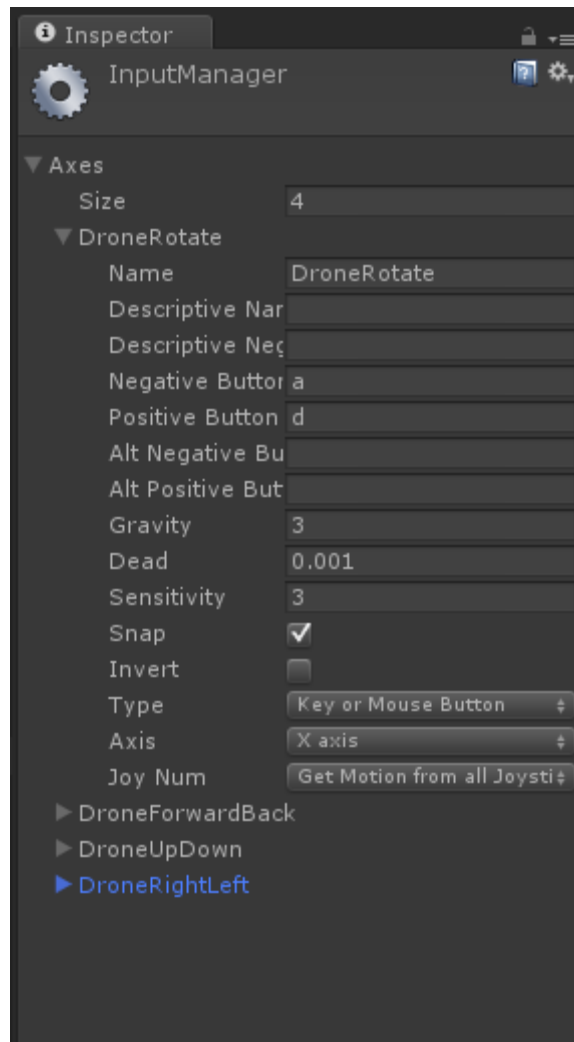 Inspector
InputManager
Axes
Size 4
DroneRotate
Name DroneRotate
Descriptive Nar
Descriptive Neg
Negative Button a
Positive Button d
Alt Negative Bu
Alt Positive But
Gravity 3
Dead 0.001
Sensitivity 3
Snap
Invert
Type Key or Mouse Button
Axis X axis
Joy Num Get Motion from all Joysti
DroneForwardBack
DroneUpDown
DroneRightLeft